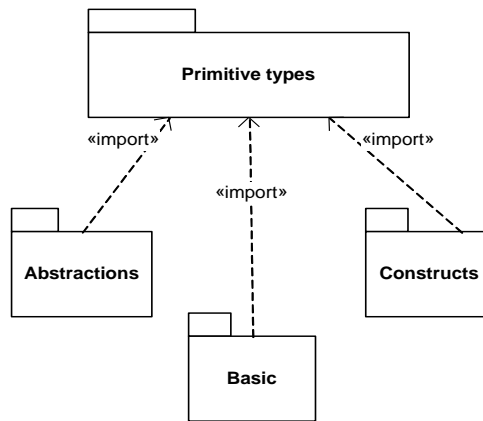 Primitive types
«import»
«import»
«import»
Abstractions
Constructs
Basic